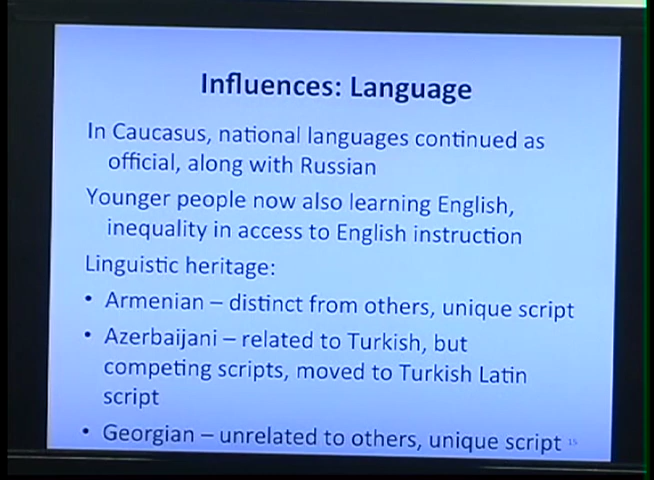 Influences: Language
In Caucasus, national languages continued as
official, along with Russian
Younger people now also learning English,
inequality in access to English instruction
Linguistic heritage:
• Armenian – distinct from others, unique script
• Azerbaijani – related to Turkish, but
competing scripts, moved to Turkish Latin
script
• Georgian – unrelated to others, unique script 15